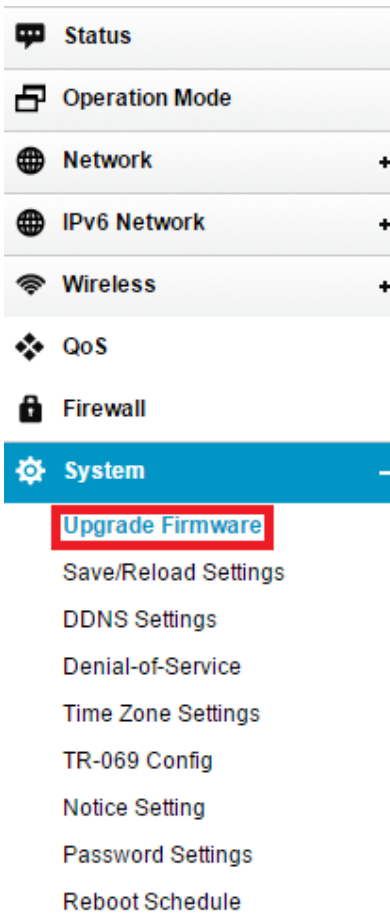 Status
Operation Mode
Network +
IPv6 Network +
Wireless +
QoS
Firewall
System −
Upgrade Firmware
Save/Reload Settings
DDNS Settings
Denial-of-Service
Time Zone Settings
TR-069 Config
Notice Setting
Password Settings
Reboot Schedule